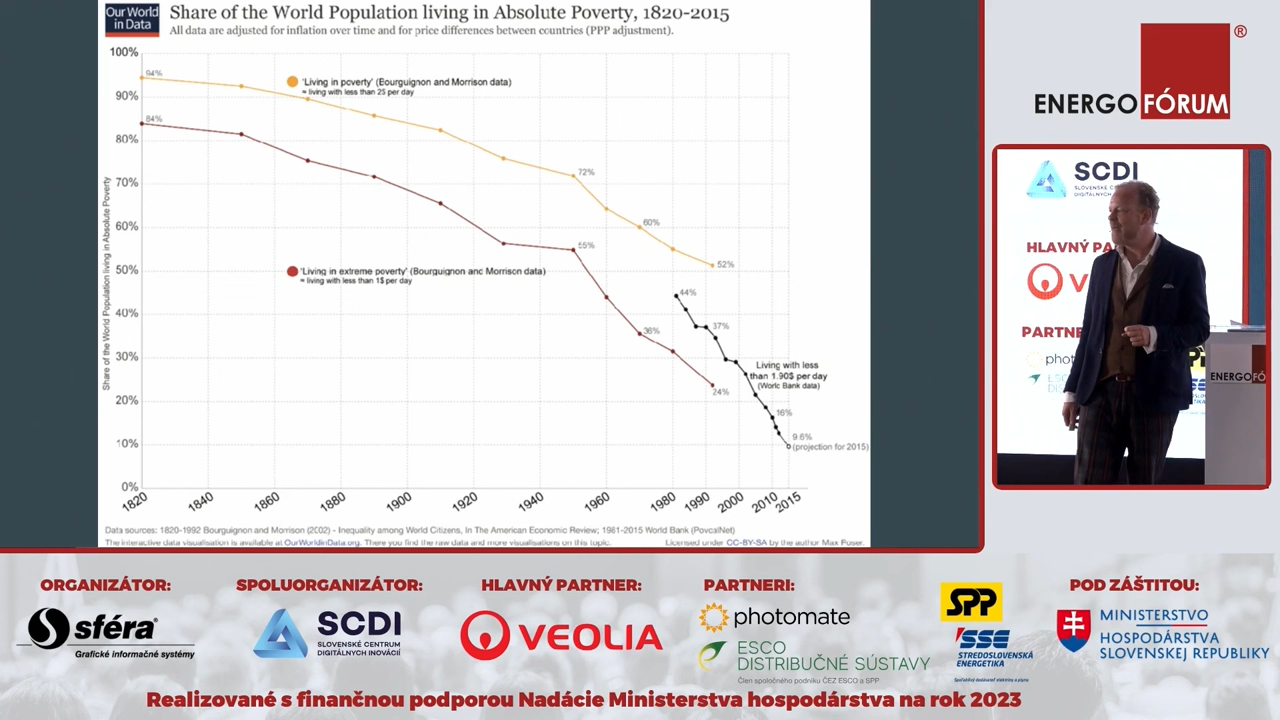 Our World
in Data
Share of the World Population living in Absolute Poverty, 1820-2015
All data are adjusted for inflation over time and for price differences between countries (PPP adjustment).
100%
90%
80%
70%
60%
50%
40%
30%
20%
10%
0%
Share of the World Population living in Absolute Poverty
94%
84%
'Living in poverty' (Bourguignon and Morrison data)
= living with less than 2$ per day
72%
60%
52%
'Living in extreme poverty' (Bourguignon and Morrison data)
= living with less than 1$ per day
55%
36%
24%
44%
37%
Living with less
than 1.90$ per day
(World Bank data)
16%
9.6%
(projection for 2015)
1820
1840
1860
1880
1900
1920
1940
1960
1980
1990
2000
2010
2015
Data sources: 1820-1992 Bourguignon and Morrison (2002) - Inequality among World Citizens, In The American Economic Review; 1981-2015 World Bank (PovcalNet)
The interactive data visualisation is available at OurWorldinData.org. There you find the raw data and more visualisations on this topic.
Licensed under CC-BY-SA by the author Max Roser.
ENERGOFÓRUM®
SCDI
HLAVNÝ PA
V
PARTNE
phot
ENERGOFÓ
ORGANIZÁTOR:
sféra®
Grafické informačné systémy
SPOLUORGANIZÁTOR:
SCDI
SLOVENSKÉ CENTRUM
DIGITÁLNYCH INOVÁCIÍ
HLAVNÝ PARTNER:
VEOLIA
PARTNERI:
photomate
ESCO
DISTRIBUČNÉ SÚSTAVY
Člen spoločného podniku ČEZ ESCO a SPP
SPP
SSE
STREDOSLOVENSKÁ
ENERGETIKA
Spoľahlivý dodávateľ elektriny a plynu
POD ZÁŠTITOU:
MINISTERSTVO
HOSPODÁRSTVA
SLOVENSKEJ REPUBLIKY
Realizované s finančnou podporou Nadácie Ministerstva hospodárstva na rok 2023